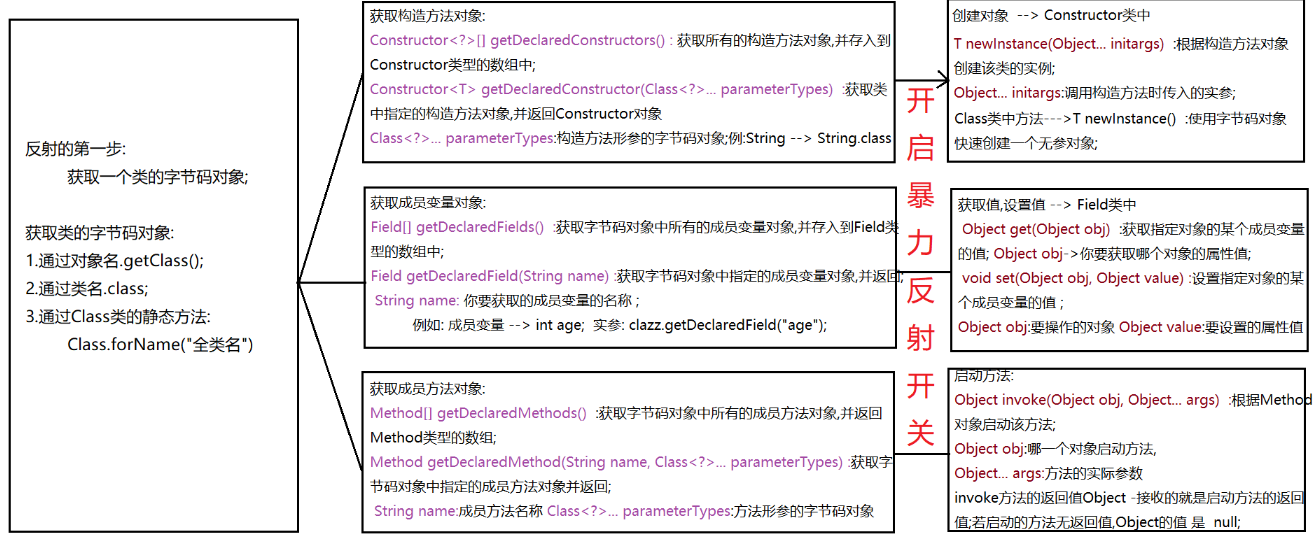 反射的第一步:
获取一个类的字节码对象;
获取类的字节码对象:
1.通过对象名.getClass();
2.通过类名.class;
3.通过Class类的静态方法:
Class.forName("全类名")
获取构造方法对象:
Constructor<?>[] getDeclaredConstructors() : 获取所有的构造方法对象,并存入到
Constructor类型的数组中;
Constructor<T> getDeclaredConstructor(Class<?>... parameterTypes) :获取类
中指定的构造方法对象,并返回Constructor对象
Class<?>... parameterTypes:构造方法形参的字节码对象;例:String --> String.class
获取成员变量对象:
Field[] getDeclaredFields() :获取字节码对象中所有的成员变量对象,并存入到Field类
型的数组中;
Field getDeclaredField(String name) :获取字节码对象中指定的成员变量对象,并返回;
String name: 你要获取的成员变量的名称 ;
例如: 成员变量 --> int age; 实参: clazz.getDeclaredField("age");
获取成员方法对象:
Method[] getDeclaredMethods() :获取字节码对象中所有的成员方法对象,并返回
Method类型的数组;
Method getDeclaredMethod(String name, Class<?>... parameterTypes) :获取字
节码对象中指定的成员方法对象并返回;
String name:成员方法名称 Class<?>... parameterTypes:方法形参的字节码对象
开
启
暴
力
反
射
开
关
创建对象 --> Constructor类中
T newInstance(Object... initargs) :根据构造方法对象
创建该类的实例;
Object... initargs:调用构造方法时传入的实参;
Class类中方法--->T newInstance() :使用字节码对象
快速创建一个无参对象;
获取值,设置值 --> Field类中
Object get(Object obj) :获取指定对象的某个成员变量
的值; Object obj->你要获取哪个对象的属性值;
void set(Object obj, Object value) :设置指定对象的某
个成员变量的值 ;
Object obj:要操作的对象 Object value:要设置的属性值
启动方法:
Object invoke(Object obj, Object... args) :根据Method
对象启动该方法;
Object obj:哪一个对象启动方法,
Object... args:方法的实际参数
invoke方法的返回值Object -接收的就是启动方法的返回
值;若启动的方法无返回值,Object的值 是 null;